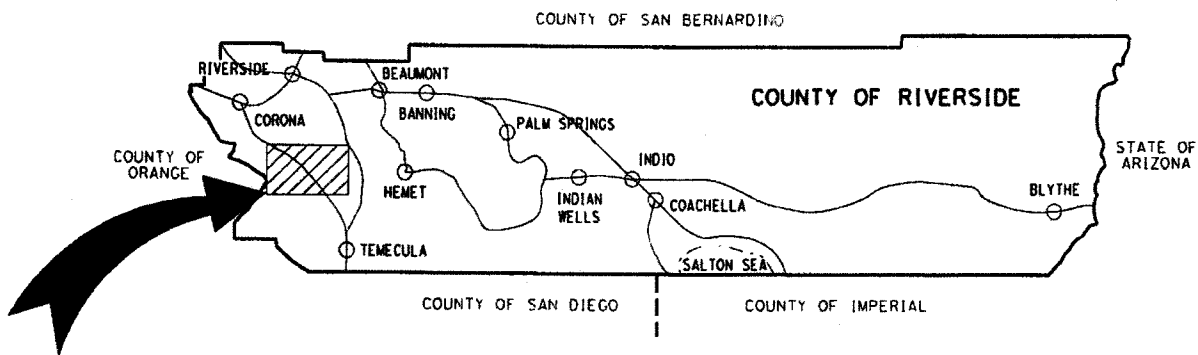 COUNTY OF SAN BERNARDINO
RIVERSIDE
BEAUMONT
COUNTY OF RIVERSIDE
BANNING
CORONA
PALM SPRINGS
STATE OF
ARIZONA
COUNTY OF
ORANGE
INDIO
HEMET
BLYTHE
INDIAN
WELLS
COACHELLA
TEMECULA
SALTON SEA
COUNTY OF SAN DIEGO
COUNTY OF IMPERIAL